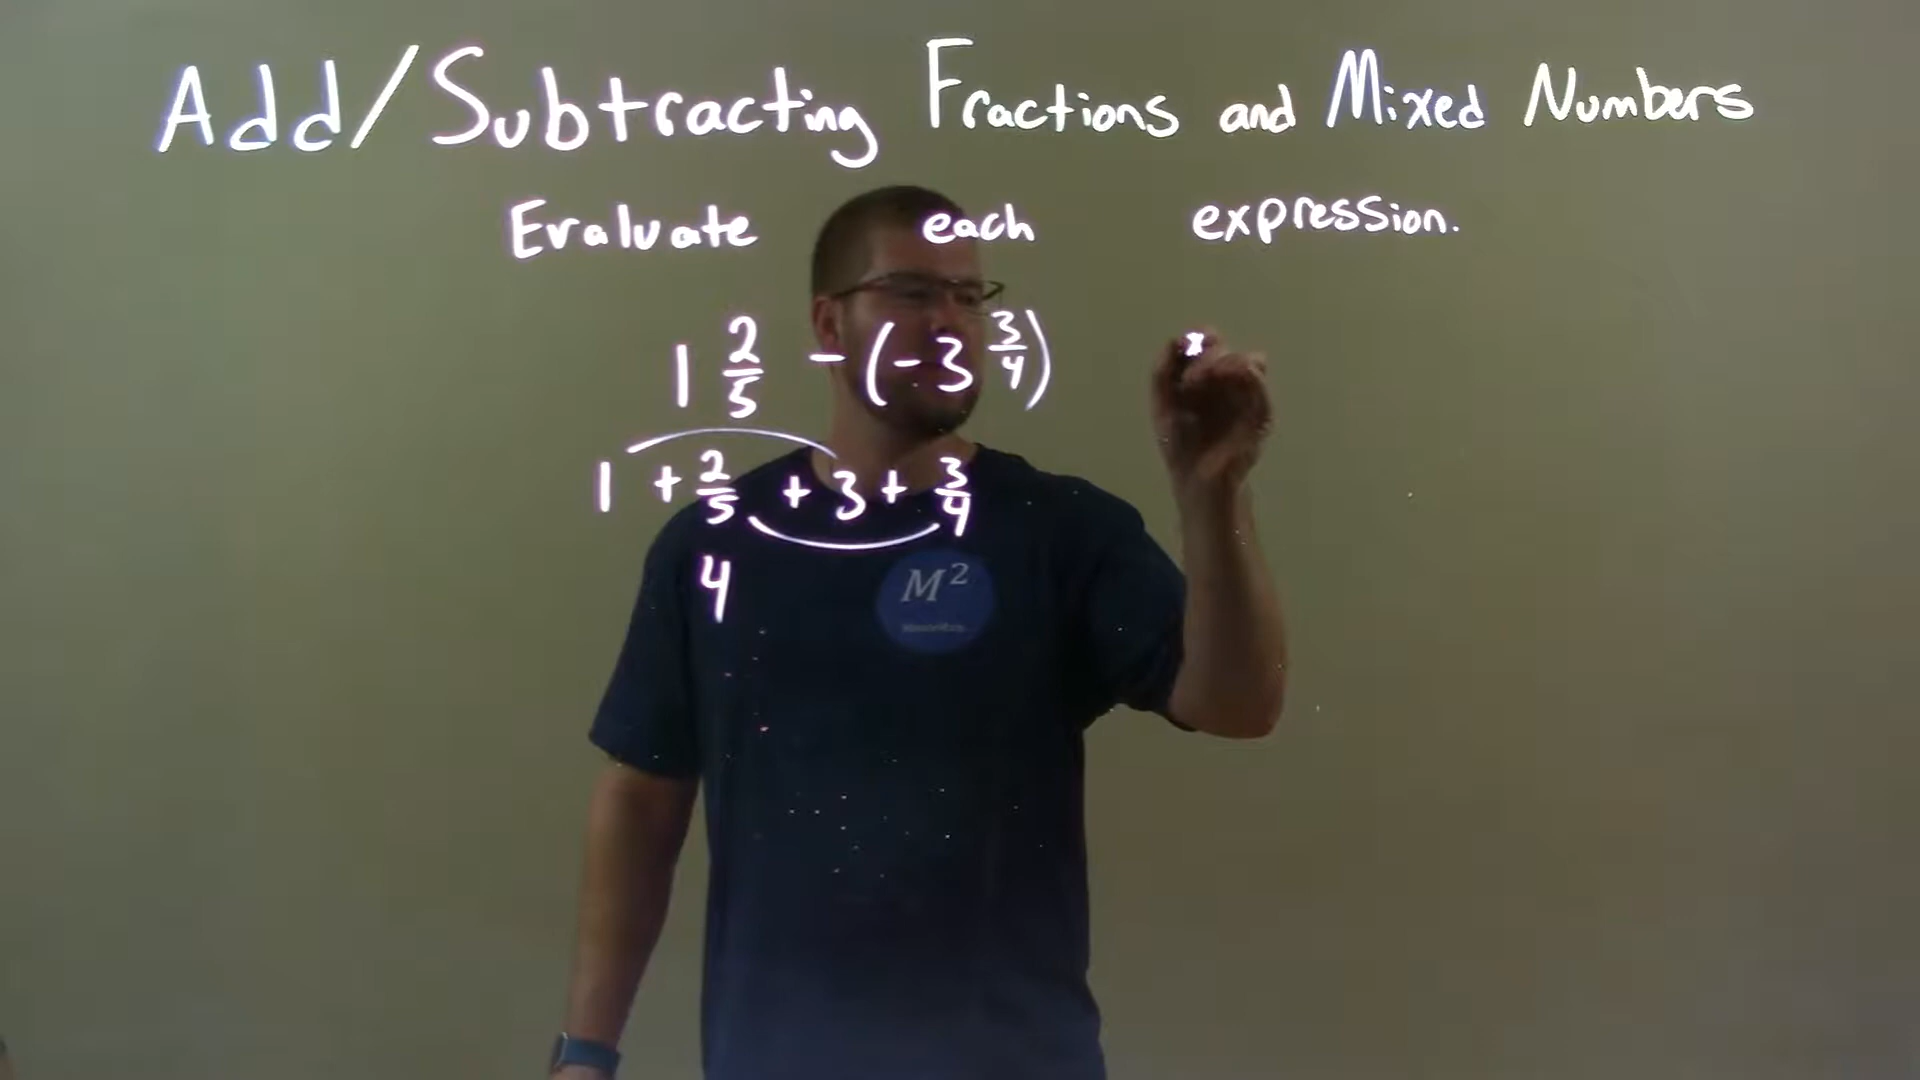 Add/Subtracting Fractions and Mixed Numbers
Evaluate each expression.
1 2/5 - (-3 3/4)
1 + 2/5 + 3 + 3/4
4
M²